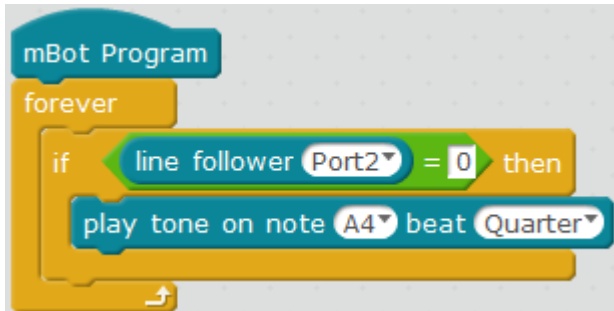 mBot Program
forever
if line follower Port2 = 0 then
play tone on note A4 beat Quarter